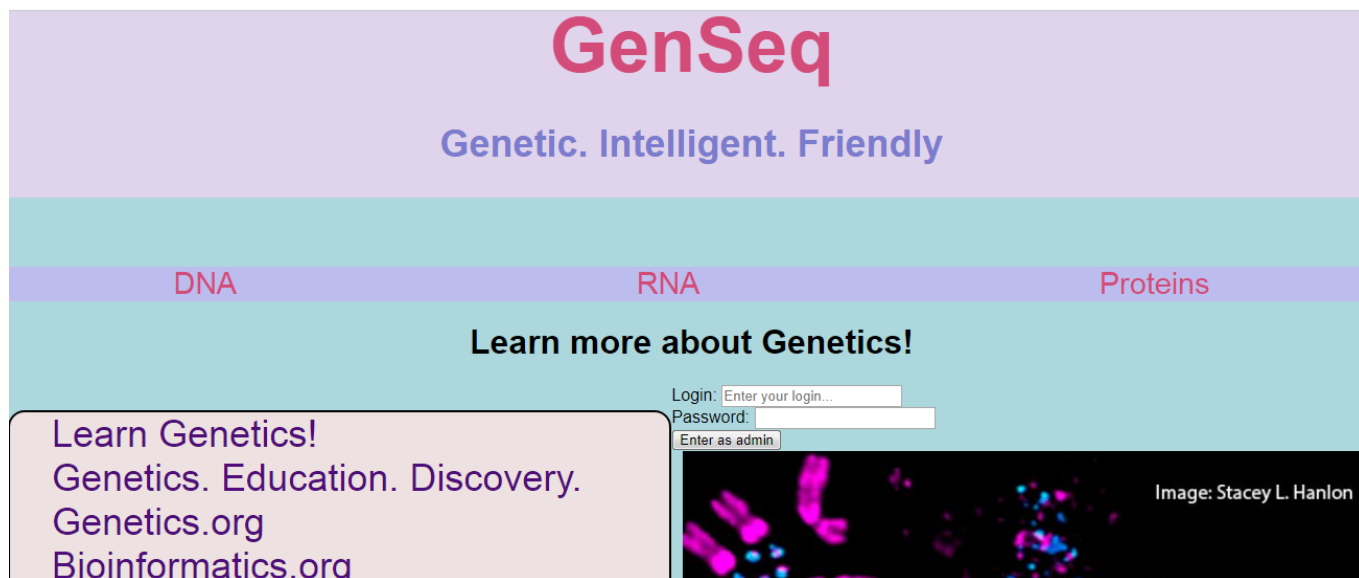 GenSeq
Genetic. Intelligent. Friendly
DNA RNA Proteins
Learn more about Genetics!
Login: Enter your login...
Password:
Enter as admin
Learn Genetics!
Genetics. Education. Discovery.
Genetics.org
Bioinformatics.org
Image: Stacey L. Hanlon